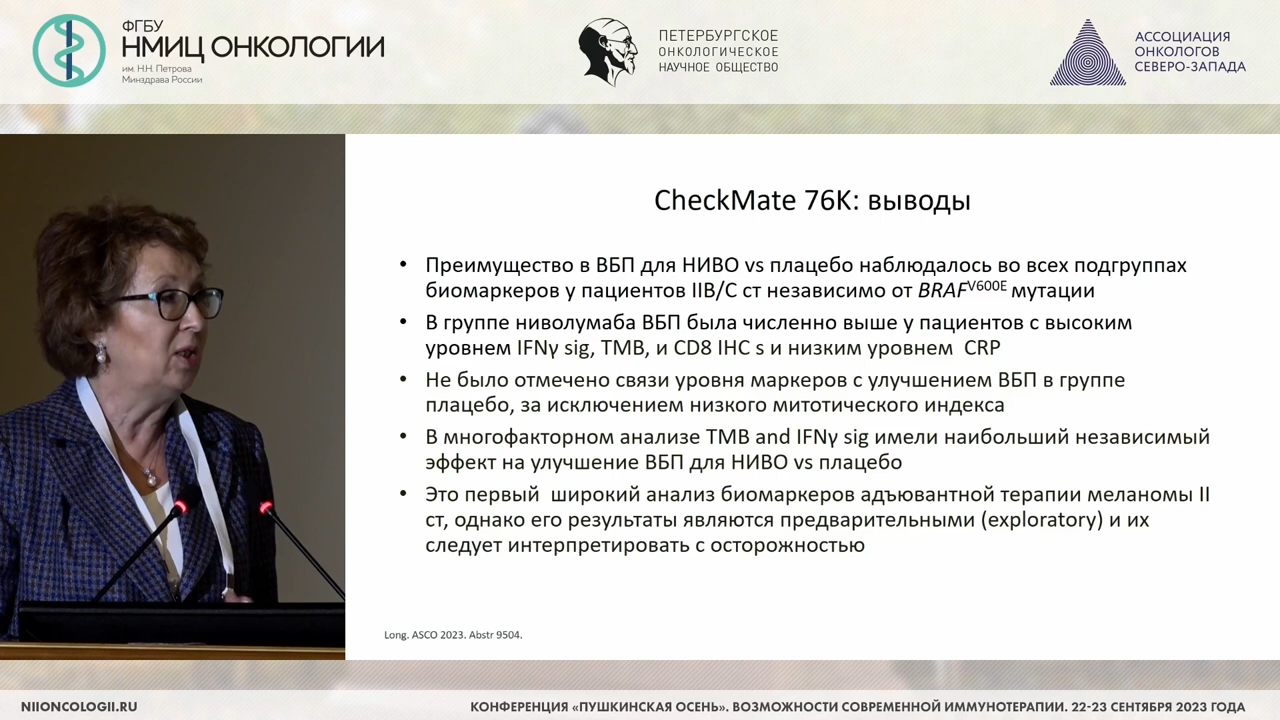 ФГБУ
НМИЦ ОНКОЛОГИИ
им. Н.Н. Петрова
Минздрава России
ПЕТЕРБУРГСКОЕ
ОНКОЛОГИЧЕСКОЕ
НАУЧНОЕ ОБЩЕСТВО
АССОЦИАЦИЯ
ОНКОЛОГОВ
СЕВЕРО-ЗАПАДА
CheckMate 76K: выводы
• Преимущество в ВБП для НИВО vs плацебо наблюдалось во всех подгруппах
биомаркеров у пациентов IIB/C ст независимо от BRAFV600E мутации
• В группе ниволумаба ВБП была численно выше у пациентов с высоким
уровнем IFNγ sig, TMB, и CD8 IHC s и низким уровнем CRP
• Не было отмечено связи уровня маркеров с улучшением ВБП в группе
плацебо, за исключением низкого митотического индекса
• В многофакторном анализе TMB and IFNγ sig имели наибольший независимый
эффект на улучшение ВБП для НИВО vs плацебо
• Это первый широкий анализ биомаркеров адъювантной терапии меланомы II
ст, однако его результаты являются предварительными (exploratory) и их
следует интерпретировать с осторожностью
Long. ASCO 2023. Abstr 9504.
NIIONCOLOGII.RU
КОНФЕРЕНЦИЯ «ПУШКИНСКАЯ ОСЕНЬ». ВОЗМОЖНОСТИ СОВРЕМЕННОЙ ИММУНОТЕРАПИИ. 22-23 СЕНТЯБРЯ 2023 ГОДА